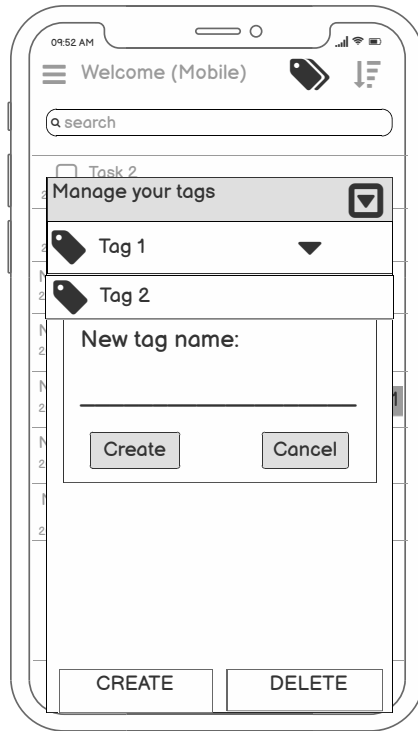 09:52 AM
Welcome (Mobile)
search
Task 2
Manage your tags
Tag 1
Tag 2
New tag name:
Create Cancel
CREATE DELETE